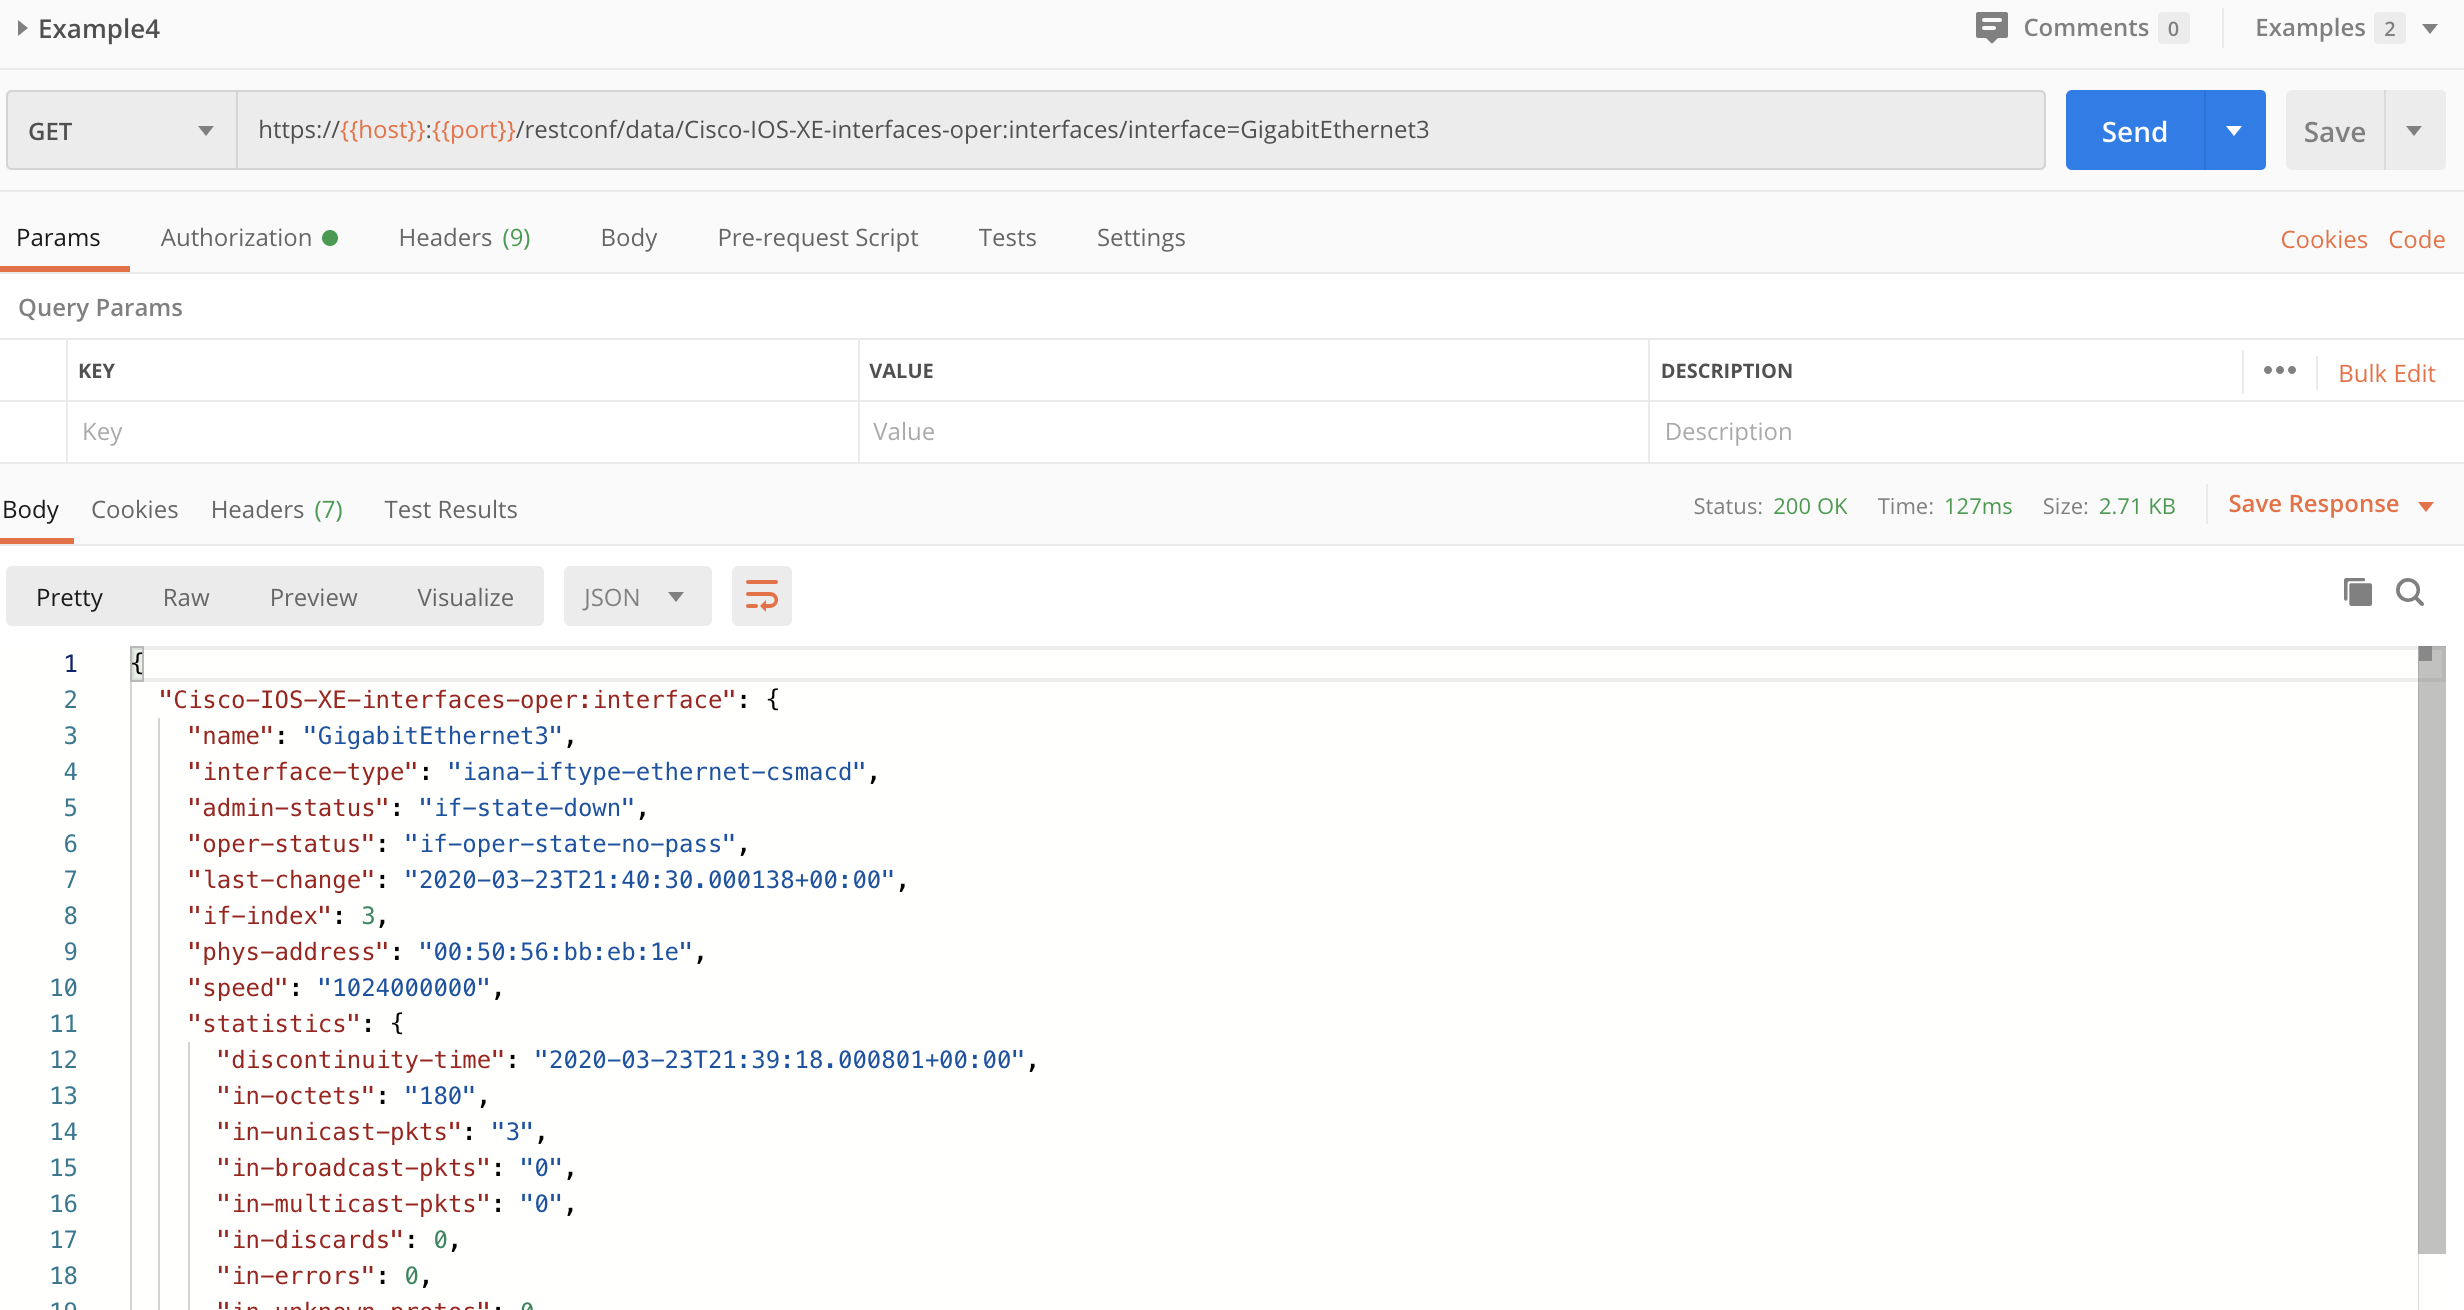 Example4 Comments 0 Examples 2
GET https://{{host}}:{{port}}/restconf/data/Cisco-IOS-XE-interfaces-oper:interfaces/interface=GigabitEthernet3 Send Save
Params Authorization Headers (9) Body Pre-request Script Tests Settings Cookies Code
Query Params
KEY VALUE DESCRIPTION ••• Bulk Edit
Key Value Description
Body Cookies Headers (7) Test Results Status: 200 OK Time: 127ms Size: 2.71 KB Save Response
Pretty Raw Preview Visualize JSON
1 {
2 "Cisco-IOS-XE-interfaces-oper:interface": {
3 "name": "GigabitEthernet3",
4 "interface-type": "iana-iftype-ethernet-csmacd",
5 "admin-status": "if-state-down",
6 "oper-status": "if-oper-state-no-pass",
7 "last-change": "2020-03-23T21:40:30.000138+00:00",
8 "if-index": 3,
9 "phys-address": "00:50:56:bb:eb:1e",
10 "speed": "1024000000",
11 "statistics": {
12 "discontinuity-time": "2020-03-23T21:39:18.000801+00:00",
13 "in-octets": "180",
14 "in-unicast-pkts": "3",
15 "in-broadcast-pkts": "0",
16 "in-multicast-pkts": "0",
17 "in-discards": 0,
18 "in-errors": 0,
19 "in-unknown-protos": 0